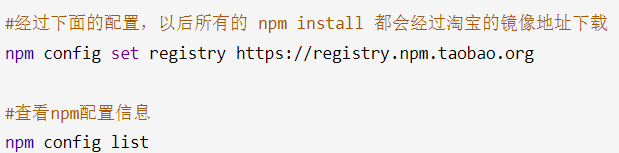 #经过下面的配置，以后所有的 npm install 都会经过淘宝的镜像地址下载
npm config set registry https://registry.npm.taobao.org
#查看npm配置信息
npm config list